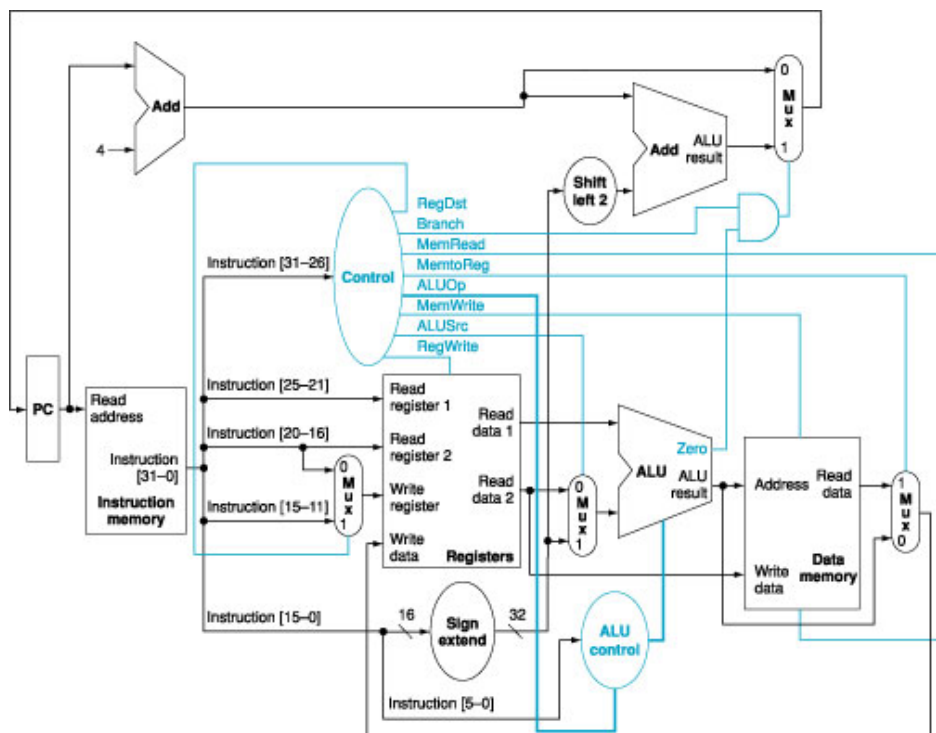 Add
4
0
M
u
x
1
Add
ALU
result
Shift
left 2
RegDst
Branch
MemRead
MemtoReg
ALUOp
MemWrite
ALUSrc
RegWrite
Instruction [31–26]
Control
PC
Read
address
Instruction
[31–0]
Instruction
memory
Instruction [25–21]
Instruction [20–16]
Instruction [15–11]
0
M
u
x
1
Read
register 1
Read
register 2
Write
register
Write
data
Read
data 1
Read
data 2
Registers
0
M
u
x
1
Zero
ALU
ALU
result
Address
Read
data
Write
data
Data
memory
1
M
u
x
0
Instruction [15–0]
16
Sign
extend
32
ALU
control
Instruction [5–0]